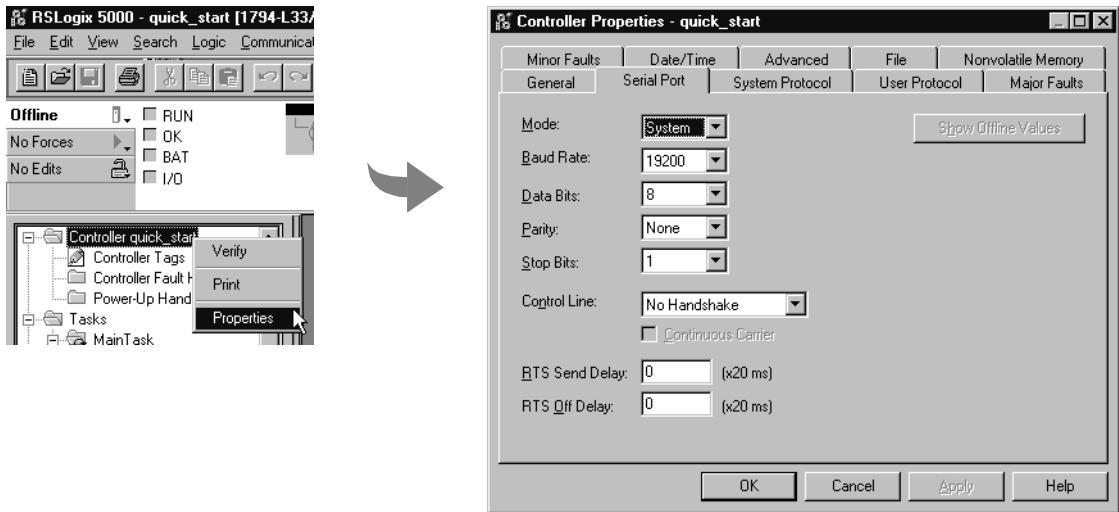 RSLogix 5000 - quick_start [1794-L33
File Edit View Search Logic Communica
Offline
RUN
No Forces
OK
No Edits
BAT
I/O
Controller quick_start
Controller Tags
Controller Fault H
Power-Up Hand
Tasks
MainTask
Verify
Print
Properties
Controller Properties - quick_start
Minor Faults Date/Time Advanced File Nonvolatile Memory
General Serial Port System Protocol User Protocol Major Faults
Mode: System
Show Offline Values
Baud Rate: 19200
Data Bits: 8
Parity: None
Stop Bits: 1
Control Line: No Handshake
Continuous Carrier
RTS Send Delay: 0 (x20 ms)
RTS Off Delay: 0 (x20 ms)
OK Cancel Apply Help